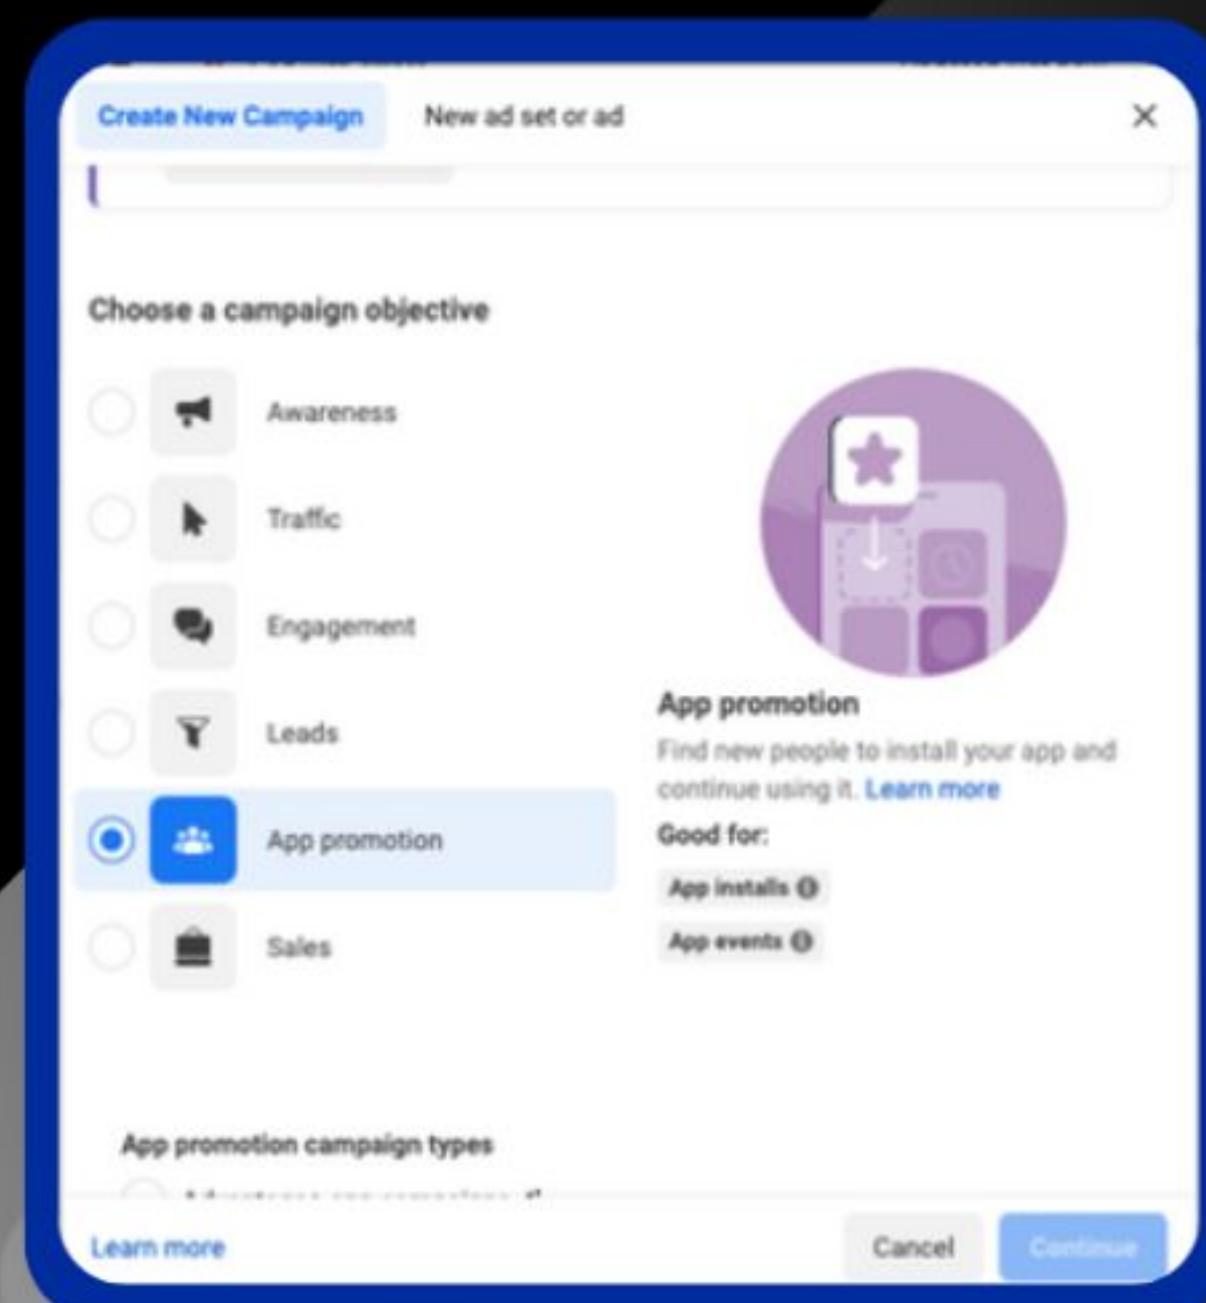 Create New Campaign
New ad set or ad
Choose a campaign objective
Awareness
Traffic
Engagement
Leads
App promotion
Sales
App promotion
Find new people to install your app and
continue using it. Learn more
Good for:
App installs
App events
App promotion campaign types
Learn more
Cancel
Continue